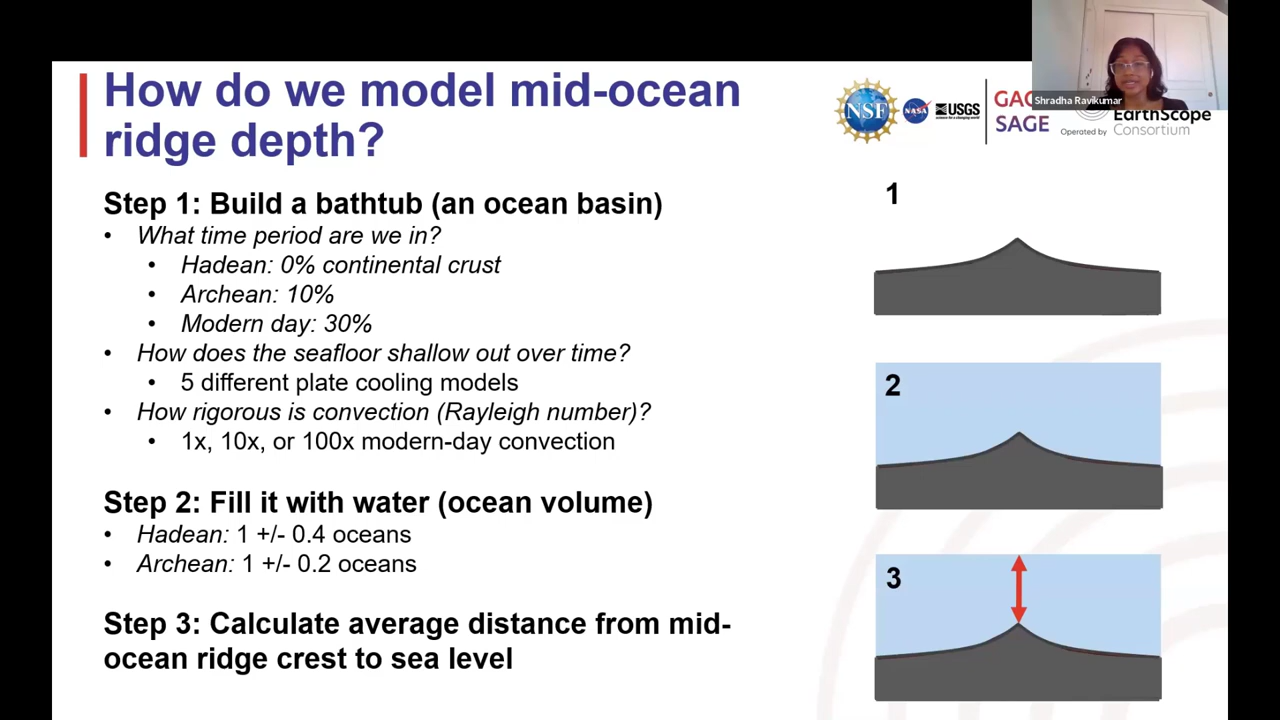 How do we model mid-ocean
ridge depth?
NSF
NASA
USGS
science for a changing world
SAGE
Operated by
EarthScope
Consortium
Shradha Ravikumar
Step 1: Build a bathtub (an ocean basin)
• What time period are we in?
• Hadean: 0% continental crust
• Archean: 10%
• Modern day: 30%
• How does the seafloor shallow out over time?
• 5 different plate cooling models
• How rigorous is convection (Rayleigh number)?
• 1x, 10x, or 100x modern-day convection
Step 2: Fill it with water (ocean volume)
• Hadean: 1 +/- 0.4 oceans
• Archean: 1 +/- 0.2 oceans
Step 3: Calculate average distance from mid-
ocean ridge crest to sea level
1
2
3